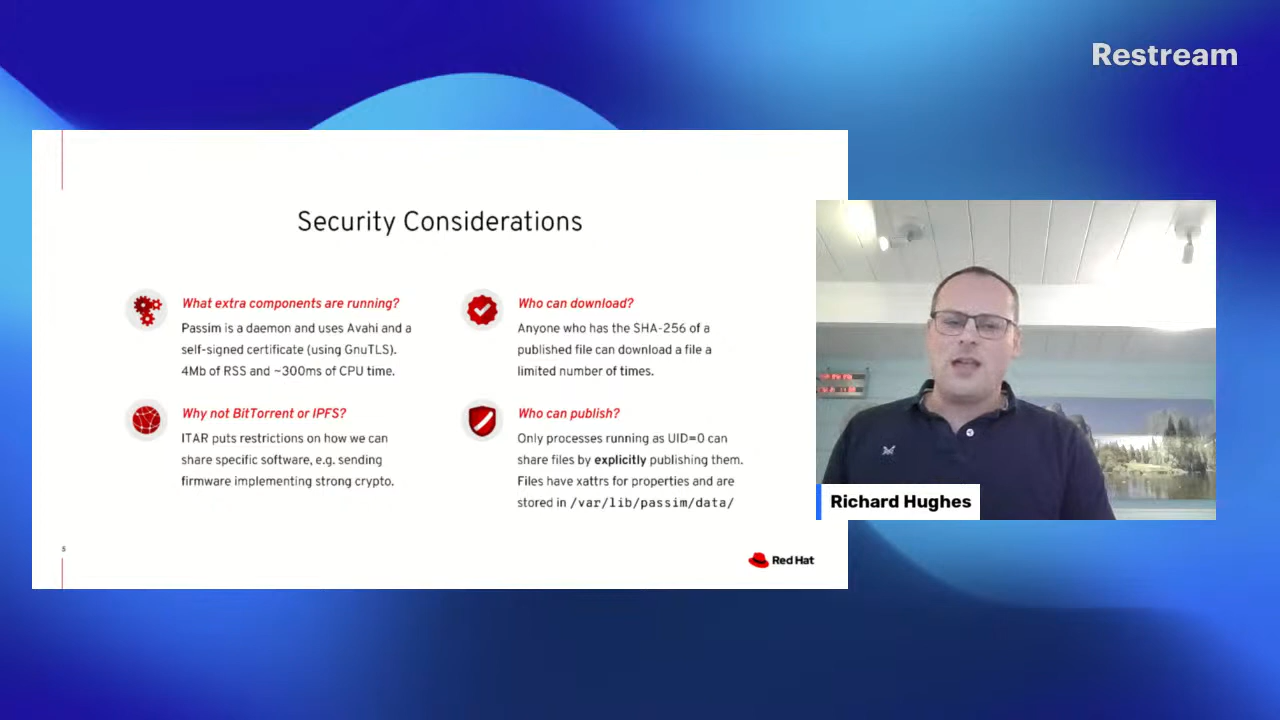 Restream
Security Considerations
What extra components are running?
Passim is a daemon and uses Avahi and a
self-signed certificate (using GnuTLS).
4Mb of RSS and ~300ms of CPU time.
Who can download?
Anyone who has the SHA-256 of a
published file can download a file a
limited number of times.
Why not BitTorrent or IPFS?
ITAR puts restrictions on how we can
share specific software, e.g. sending
firmware implementing strong crypto.
Who can publish?
Only processes running as UID=0 can
share files by explicitly publishing them.
Files have xattrs for properties and are
stored in /var/lib/passim/data/
5
Red Hat
Richard Hughes